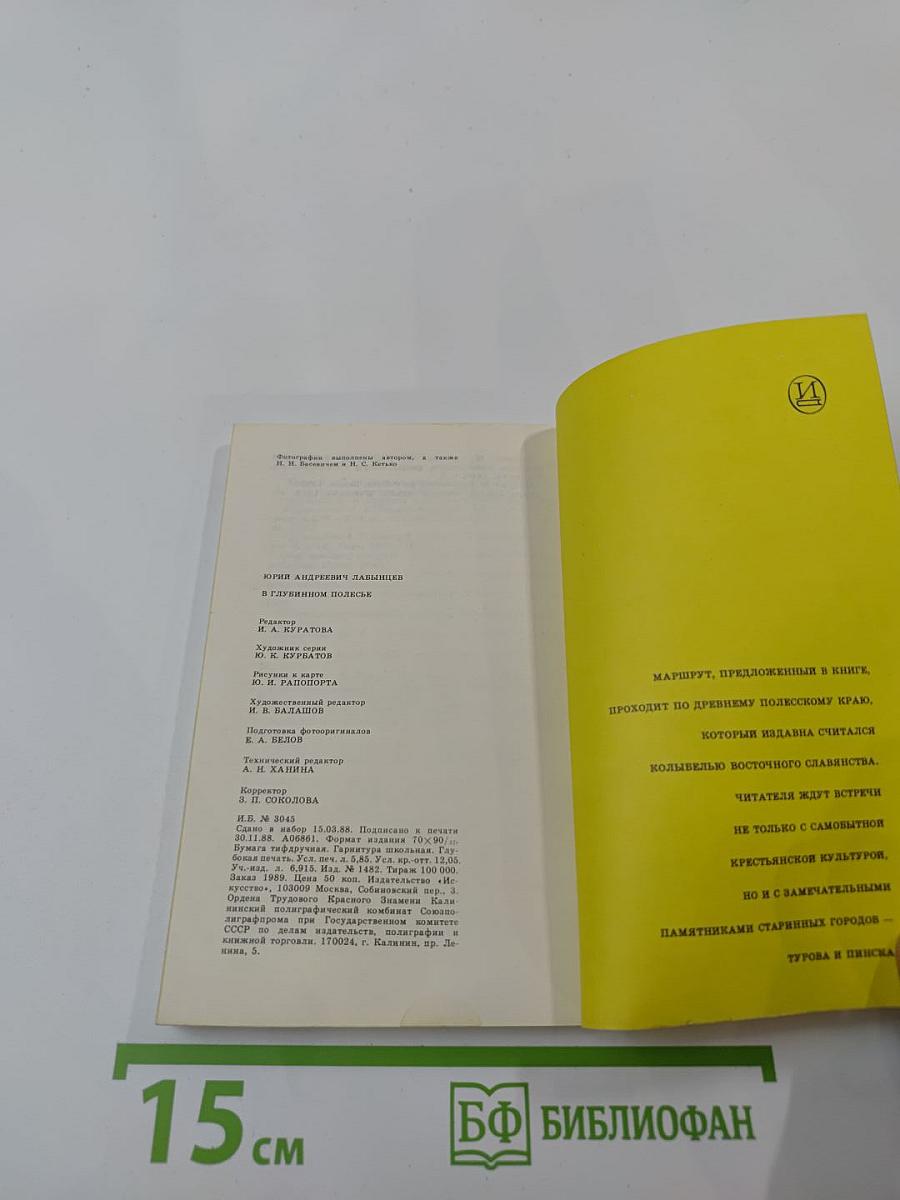 Фотографии выполнены автором, а также
Н. Н. Басевичем и Н. С. Кетько
ЮРИЙ АНДРЕЕВИЧ ЛАБЫНЦЕВ
В ГЛУБИННОМ ПОЛЕСЬЕ
Редактор
И. А. КУРАТОВА
Художник серии
Ю. К. КУРБАТОВ
Рисунки к карте
Ю. И. РАПОПОРТА
Художественный редактор
И. В. БАЛАШОВ
Подготовка фотооригиналов
Е. А. БЕЛОВ
Технический редактор
А. Н. ХАНИНА
Корректор
З. П. СОКОЛОВА
И.Б. № 3045
Сдано в набор 15.03.88. Подписано к печати
30.11.88. А06861. Формат издания 70×90/32.
Бумага тифдручная. Гарнитура школьная. Глу-
бокая печать. Усл. печ. л. 5,85. Усл. кр.-отт. 12,05.
Уч.-изд. л. 6,915. Изд. № 1482. Тираж 100 000.
Заказ 1989. Цена 50 коп. Издательство «Ис-
кусство», 103009 Москва, Собиновский пер., 3.
Ордена Трудового Красного Знамени Кали-
нинский полиграфический комбинат Союзпо-
лиграфпрома при Государственном комитете
СССР по делам издательств, полиграфии и
книжной торговли. 170024, г. Калинин, пр. Ле-
нина, 5.
И
МАРШРУТ, ПРЕДЛОЖЕННЫЙ В КНИГЕ,
ПРОХОДИТ ПО ДРЕВНЕМУ ПОЛЕССКОМУ КРАЮ,
КОТОРЫЙ ИЗДАВНА СЧИТАЛСЯ
КОЛЫБЕЛЬЮ ВОСТОЧНОГО СЛАВЯНСТВА.
ЧИТАТЕЛЯ ЖДУТ ВСТРЕЧИ
НЕ ТОЛЬКО С САМОБЫТНОЙ
КРЕСТЬЯНСКОЙ КУЛЬТУРОЙ,
НО И С ЗАМЕЧАТЕЛЬНЫМИ
ПАМЯТНИКАМИ СТАРИННЫХ ГОРОДОВ —
ТУРОВА И ПИНСКА
15 см
БФ БИБЛИОФАН